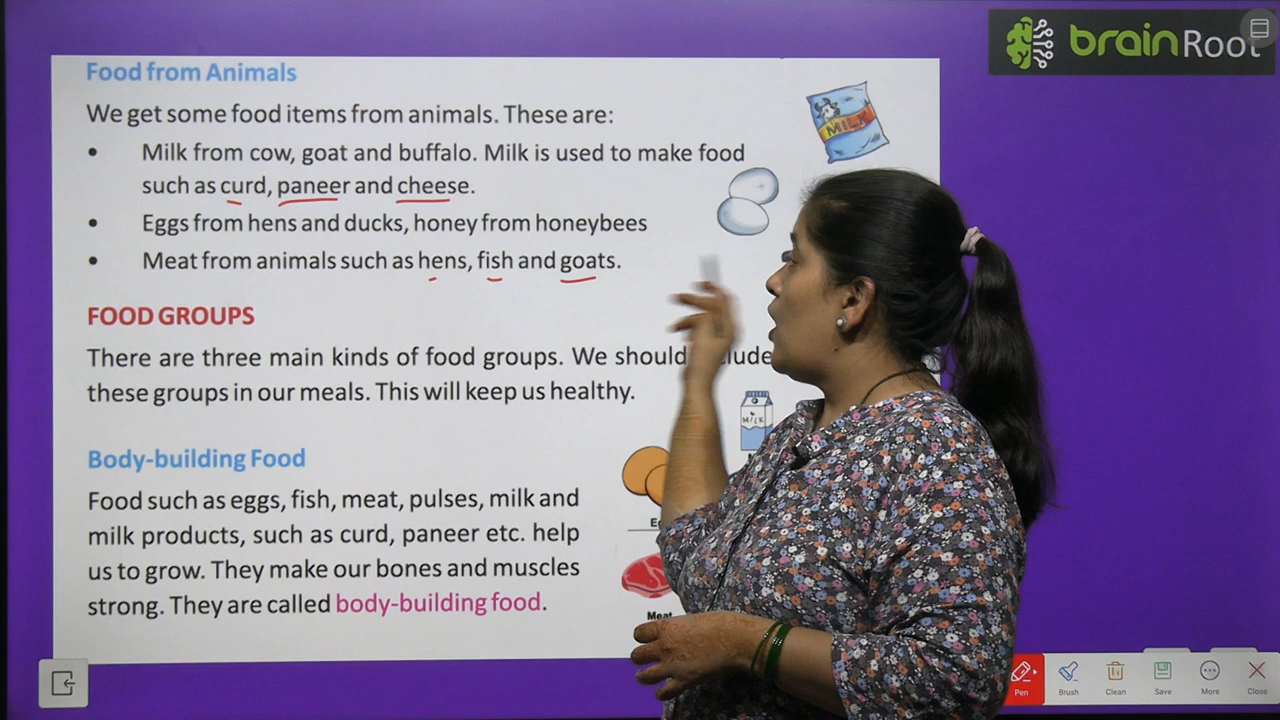 brainRoot
Food from Animals
We get some food items from animals. These are:
• Milk from cow, goat and buffalo. Milk is used to make food
such as curd, paneer and cheese.
MILK
• Eggs from hens and ducks, honey from honeybees
• Meat from animals such as hens, fish and goats.
FOOD GROUPS
There are three main kinds of food groups. We should
these groups in our meals. This will keep us healthy.
MILK
Body-building Food
Food such as eggs, fish, meat, pulses, milk and
milk products, such as curd, paneer etc. help
us to grow. They make our bones and muscles
strong. They are called body-building food.
Meat
Pen Brush Clean Save More Close